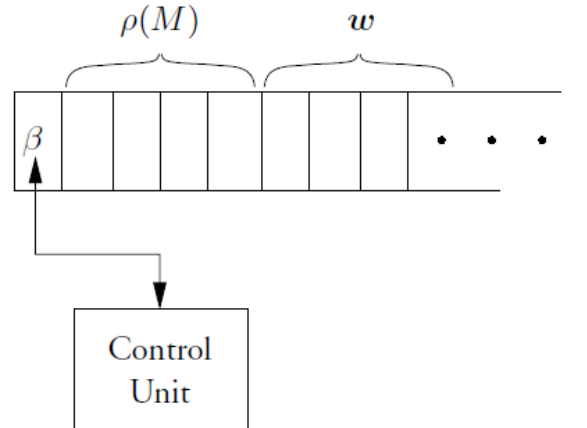 ρ(M) w
β
Control
Unit